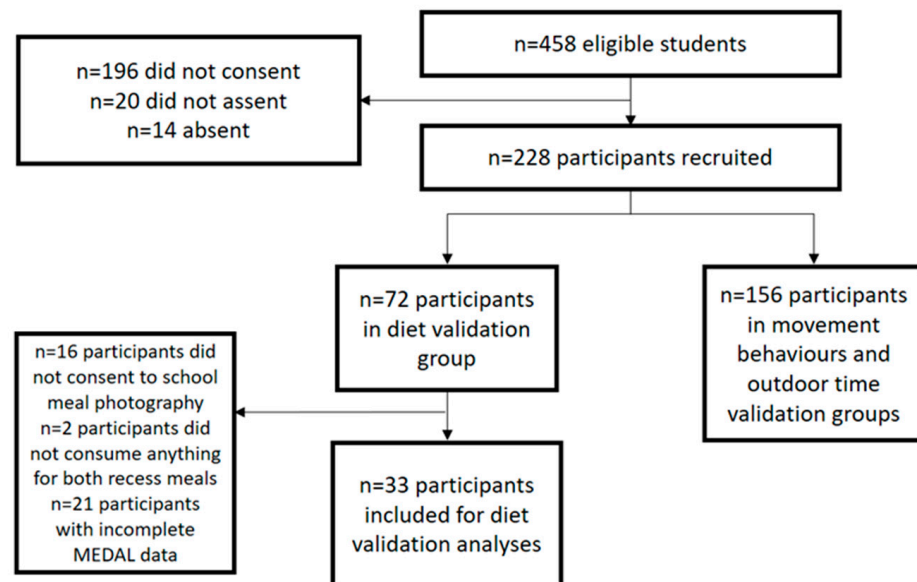 n=458 eligible students
n=196 did not consent
n=20 did not assent
n=14 absent
n=228 participants recruited
n=72 participants
in diet validation
group
n=156 participants
in movement
behaviours and
outdoor time
validation groups
n=16 participants did
not consent to school
meal photography
n=2 participants did
not consume anything
for both recess meals
n=21 participants
with incomplete
MEDAL data
n=33 participants
included for diet
validation analyses